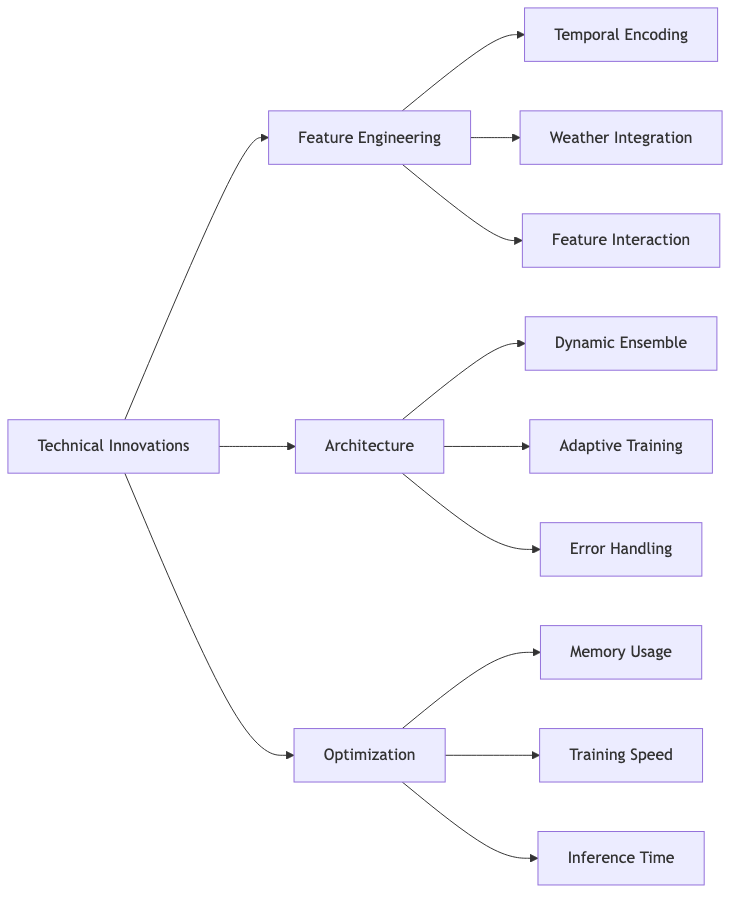 Temporal Encoding
Feature Engineering
Weather Integration
Feature Interaction
Dynamic Ensemble
Technical Innovations
Architecture
Adaptive Training
Error Handling
Memory Usage
Optimization
Training Speed
Inference Time